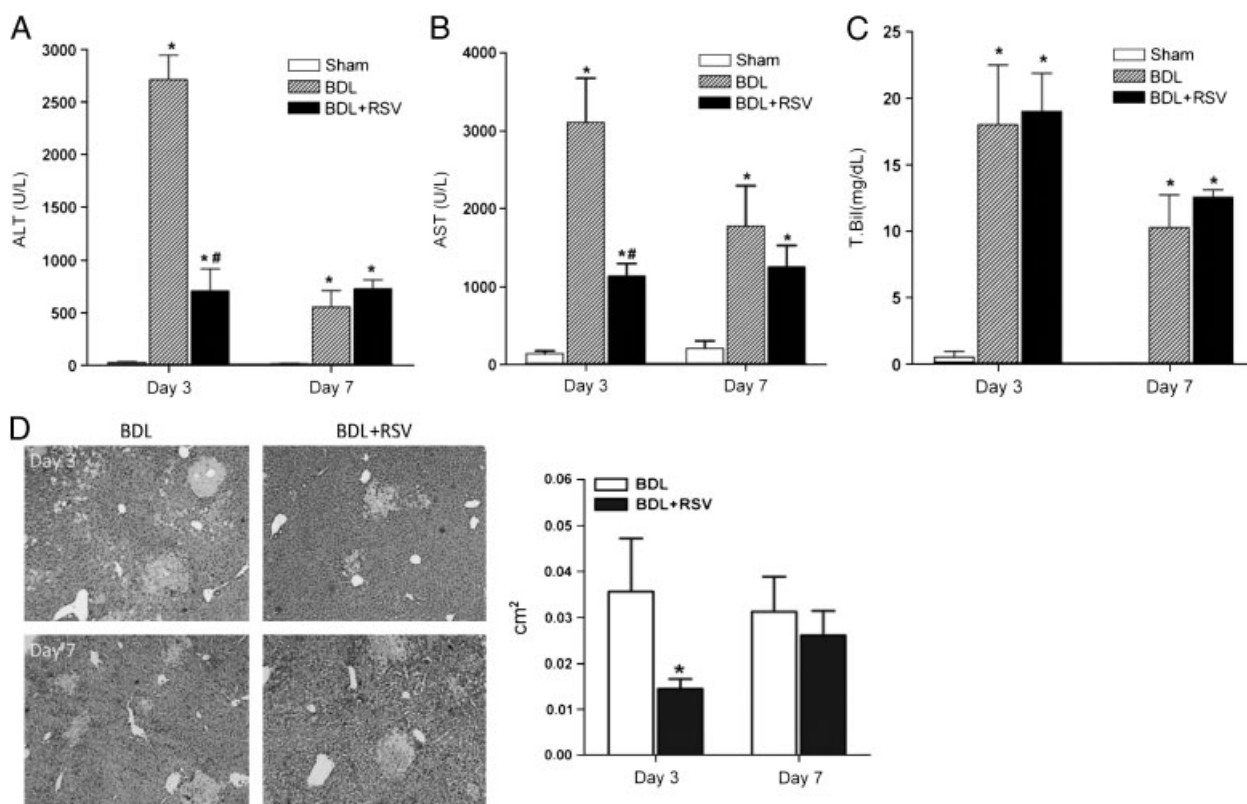 A
ALT (U/L)
3000
2500
2000
1500
1000
500
0
Sham
BDL
BDL+RSV
*
*#
*
*
Day 3
Day 7
B
AST (U/L)
4000
3000
2000
1000
0
Sham
BDL
BDL+RSV
*
*#
*
*
Day 3
Day 7
C
T.Bil(mg/dL)
25
20
15
10
5
0
Sham
BDL
BDL+RSV
*
*
*
*
Day 3
Day 7
D
BDL
BDL+RSV
Day 3
Day 7
cm²
0.06
0.05
0.04
0.03
0.02
0.01
0.00
BDL
BDL+RSV
*
Day 3
Day 7